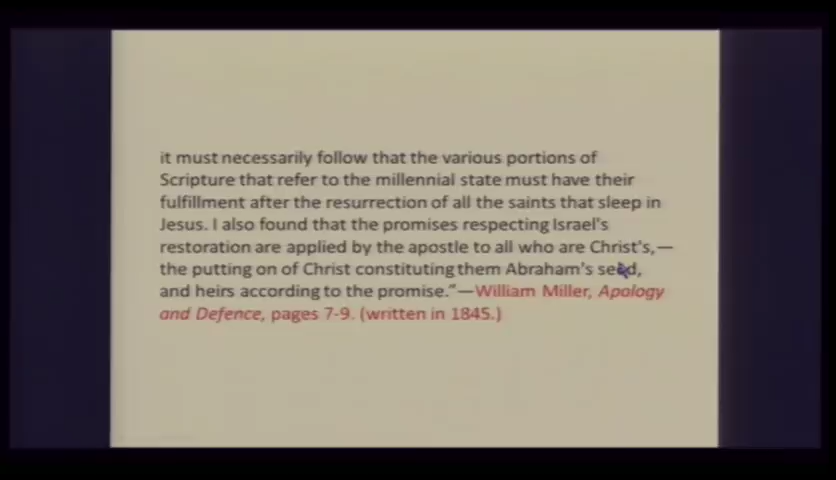 it must necessarily follow that the various portions of
Scripture that refer to the millennial state must have their
fulfillment after the resurrection of all the saints that sleep in
Jesus. I also found that the promises respecting Israel's
restoration are applied by the apostle to all who are Christ's,—
the putting on of Christ constituting them Abraham's seed,
and heirs according to the promise."—William Miller, Apology
and Defence, pages 7-9. (written in 1845.)